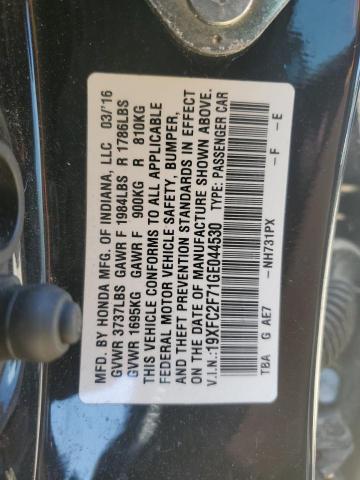 MFD. BY HONDA MFG. OF INDIANA, LLC 03/'16
GVWR 3737LBS GAWR F 1984LBS R 1786LBS
GVWR 1695KG GAWR F 900KG R 810KG
THIS VEHICLE CONFORMS TO ALL APPLICABLE
FEDERAL MOTOR VEHICLE SAFETY, BUMPER,
AND THEFT PREVENTION STANDARDS IN EFFECT
ON THE DATE OF MANUFACTURE SHOWN ABOVE.
V.I.N.:19XFC2F71GE044530 TYPE: PASSENGER CAR
TBA G AE7 -NH731PX -F -E